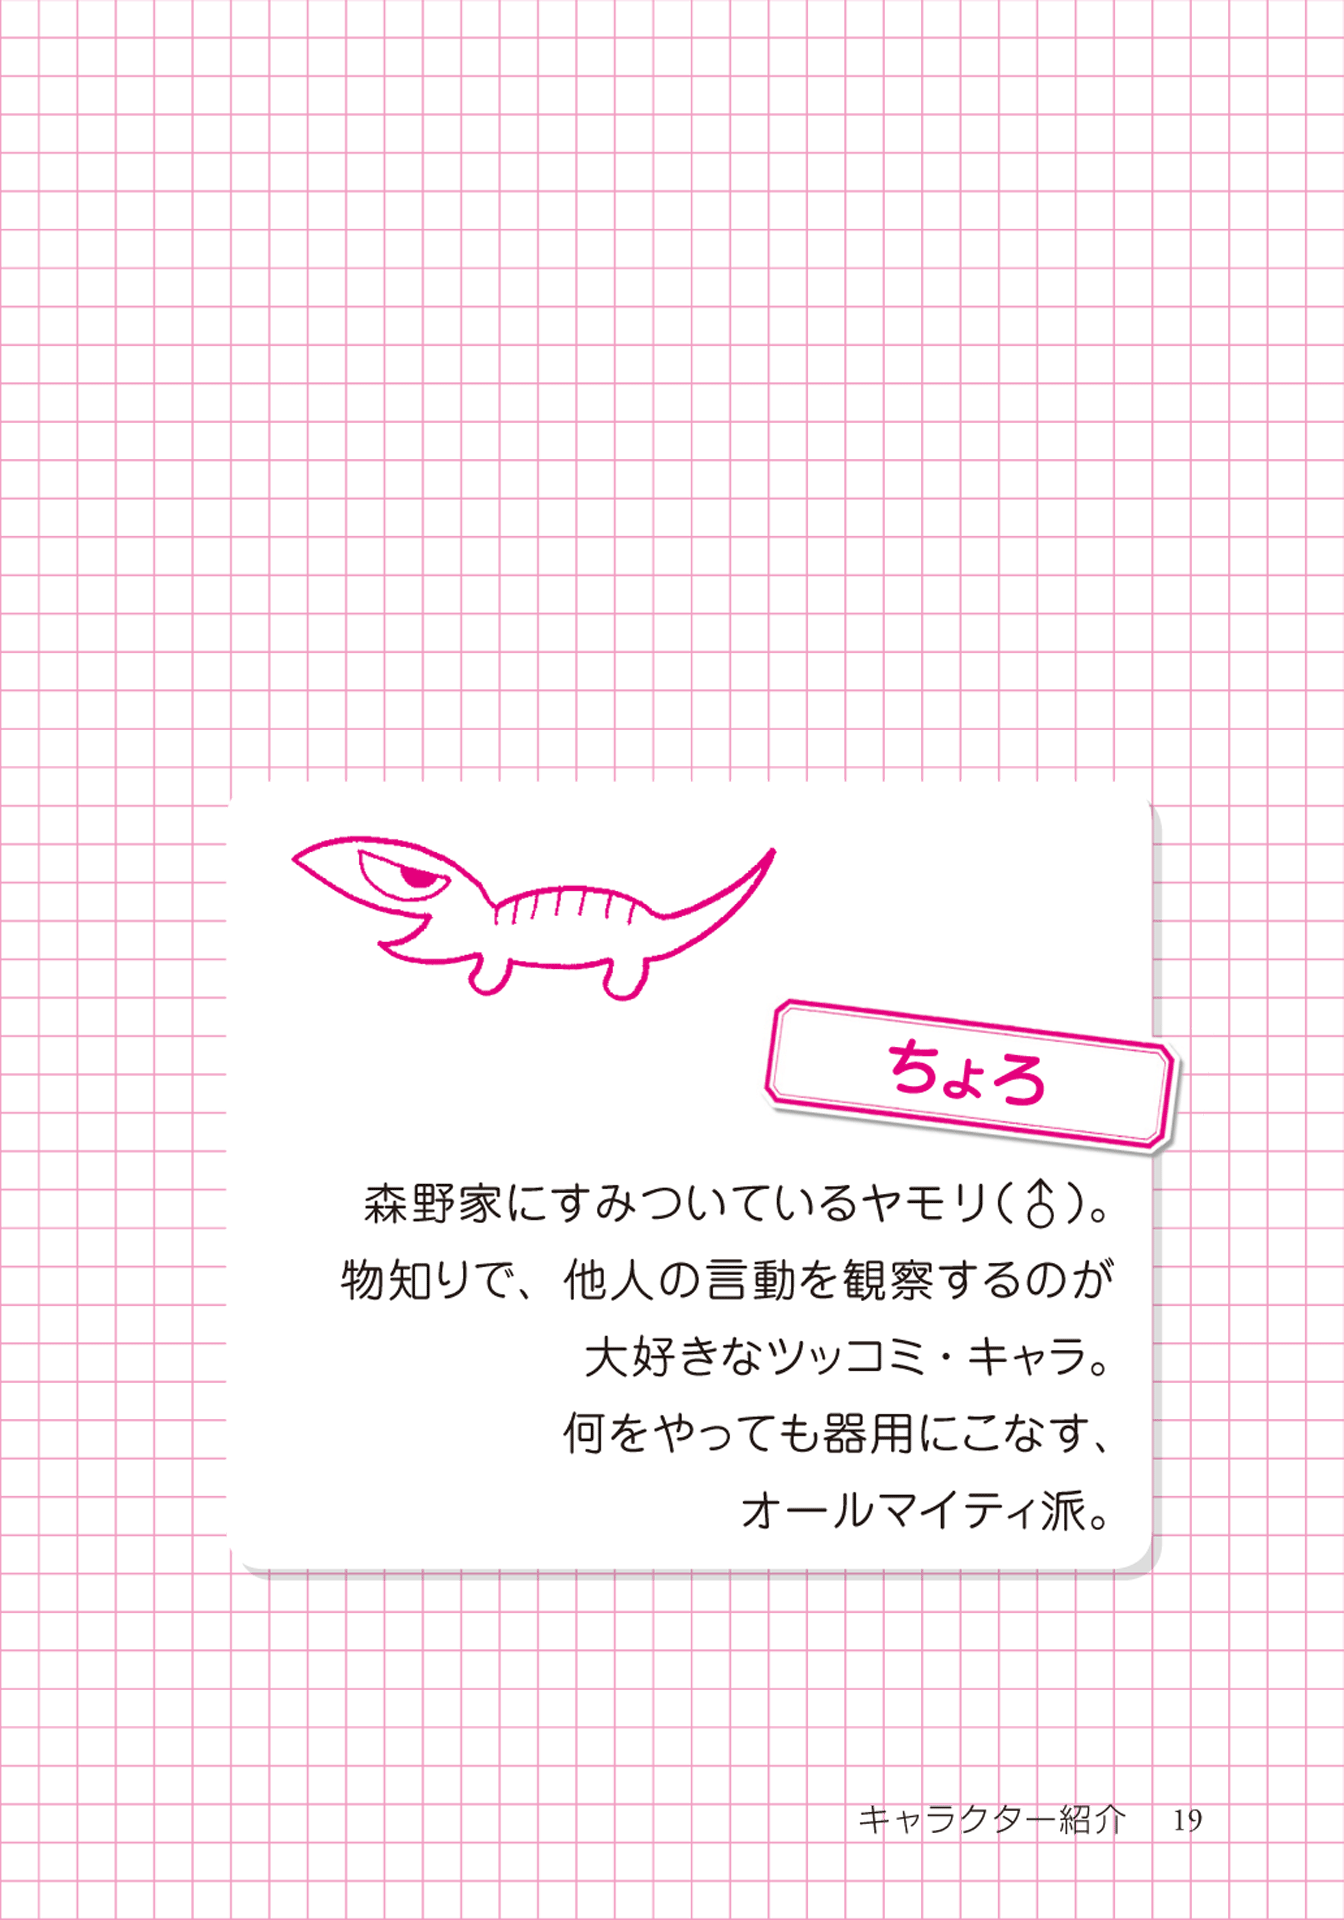 ちょろ
森野家にすみついているヤモリ(♂)。
物知りで、他人の言動を観察するのが
大好きなツッコミ・キャラ。
何をやっても器用にこなす、
オールマイティ派。
キャラクター紹介 19